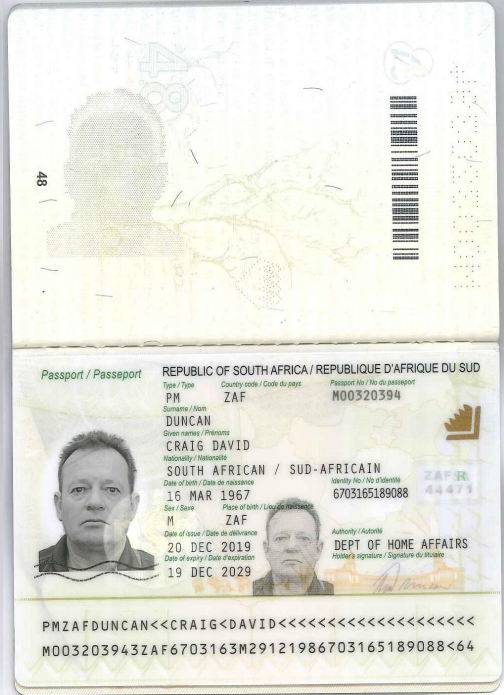 48
Passport / Passeport
REPUBLIC OF SOUTH AFRICA / REPUBLIQUE D'AFRIQUE DU SUD
Type / Type Country code / Code du pays Passport No / No du passeport
PM ZAF M00320394
Surname / Nom
DUNCAN
Given names / Prénoms
CRAIG DAVID
Nationality / Nationalité
SOUTH AFRICAN / SUD-AFRICAIN
Date of birth / Date de naissance Identity No / No d'identité
16 MAR 1967 6703165189088
Sex / Sexe Place of birth / Lieu de naissance
M ZAF
Date of issue / Date de délivrance Authority / Autorité
20 DEC 2019 DEPT OF HOME AFFAIRS
Date of expiry / Date d'expiration Holder's signature / Signature du titulaire
19 DEC 2029
PMZAFDUNCAN<<CRAIG<DAVID<<<<<<<<<<<<<<<<<<<<
M003203943ZAF6703163M29121986703165189088<64